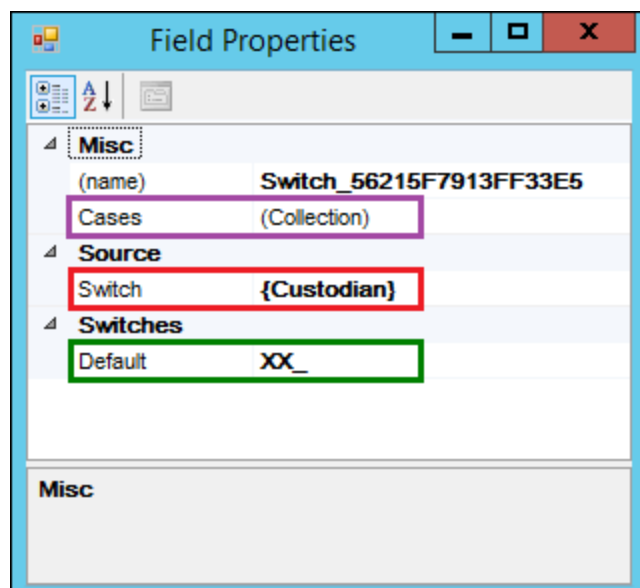 Field Properties
A
Z
Misc
(name) Switch_56215F7913FF33E5
Cases (Collection)
Source
Switch {Custodian}
Switches
Default XX_
Misc